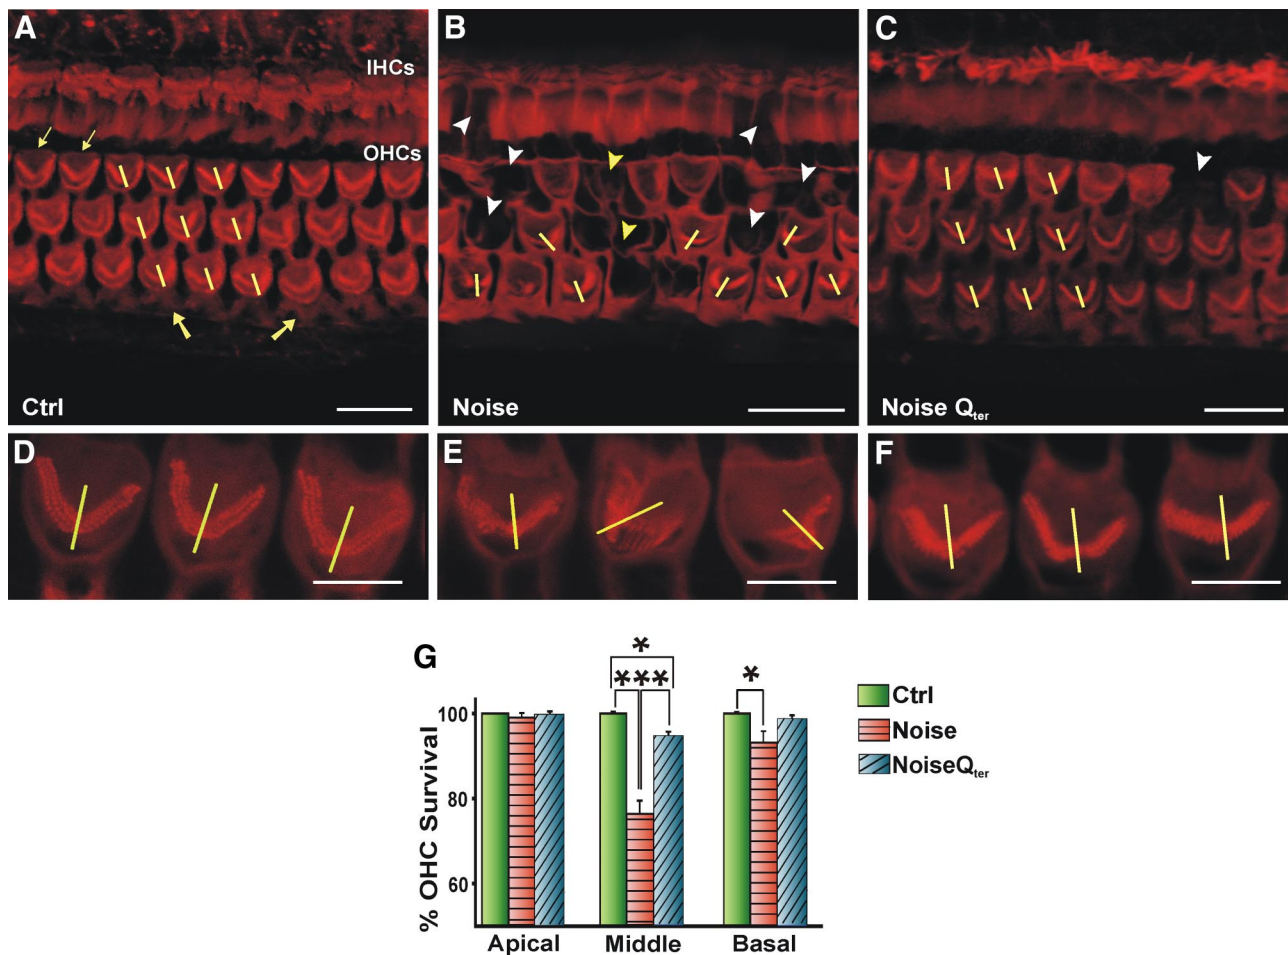 A
IHCs
OHCs
Ctrl
B
Noise
C
Noise Qter
D
E
F
G
*
***
*
% OHC Survival
100
80
60
Apical
Middle
Basal
Ctrl
Noise
NoiseQter